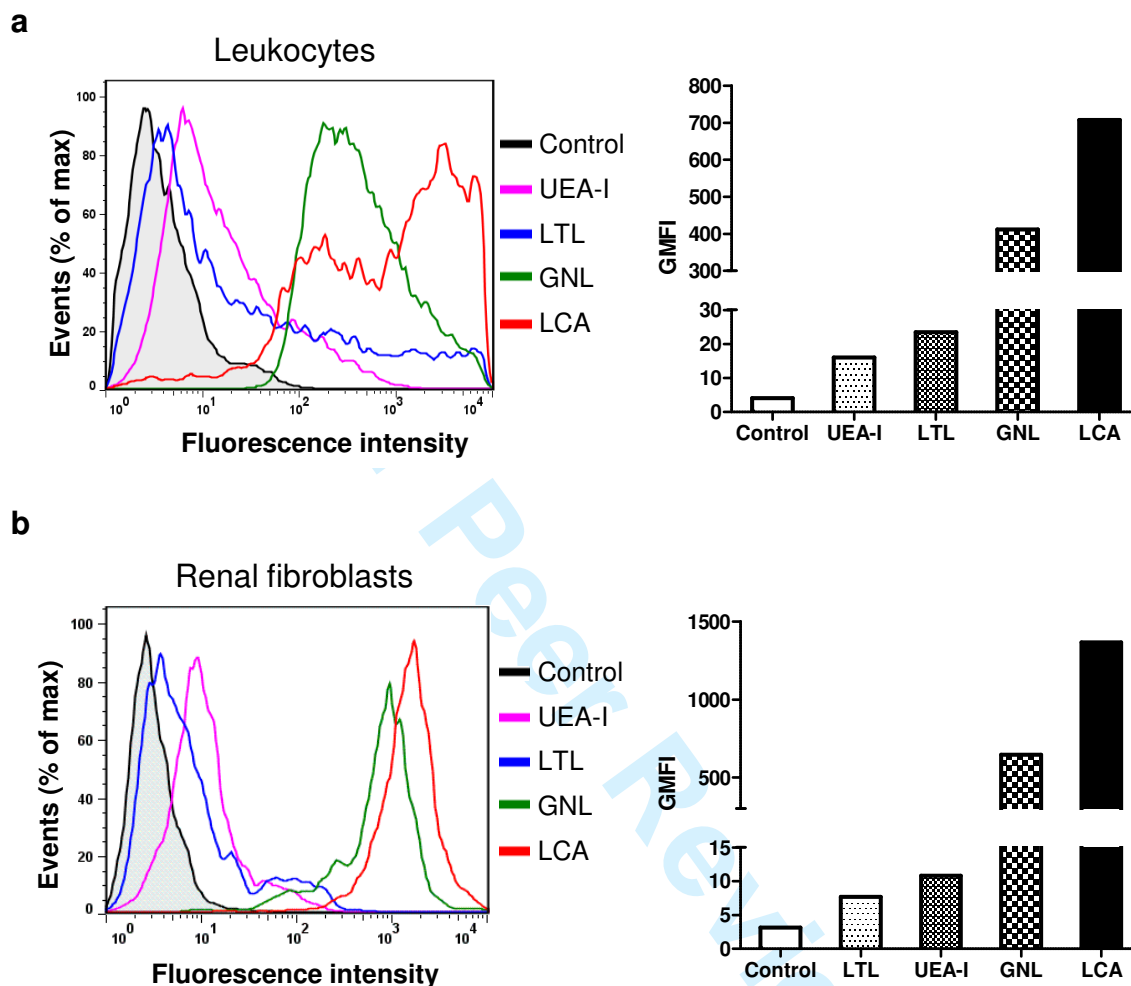 a
Leukocytes
Events (% of max)
100
80
60
40
20
0
10⁰ 10¹ 10² 10³ 10⁴
Fluorescence intensity
Control
UEA-I
LTL
GNL
LCA
GMFI
800
700
600
500
400
300
30
20
10
0
Control UEA-I LTL GNL LCA
b
Renal fibroblasts
Events (% of max)
100
80
60
40
20
0
10⁰ 10¹ 10² 10³ 10⁴
Fluorescence intensity
Control
UEA-I
LTL
GNL
LCA
GMFI
1500
1000
500
15
10
5
0
Control LTL UEA-I GNL LCA
Peer Revie